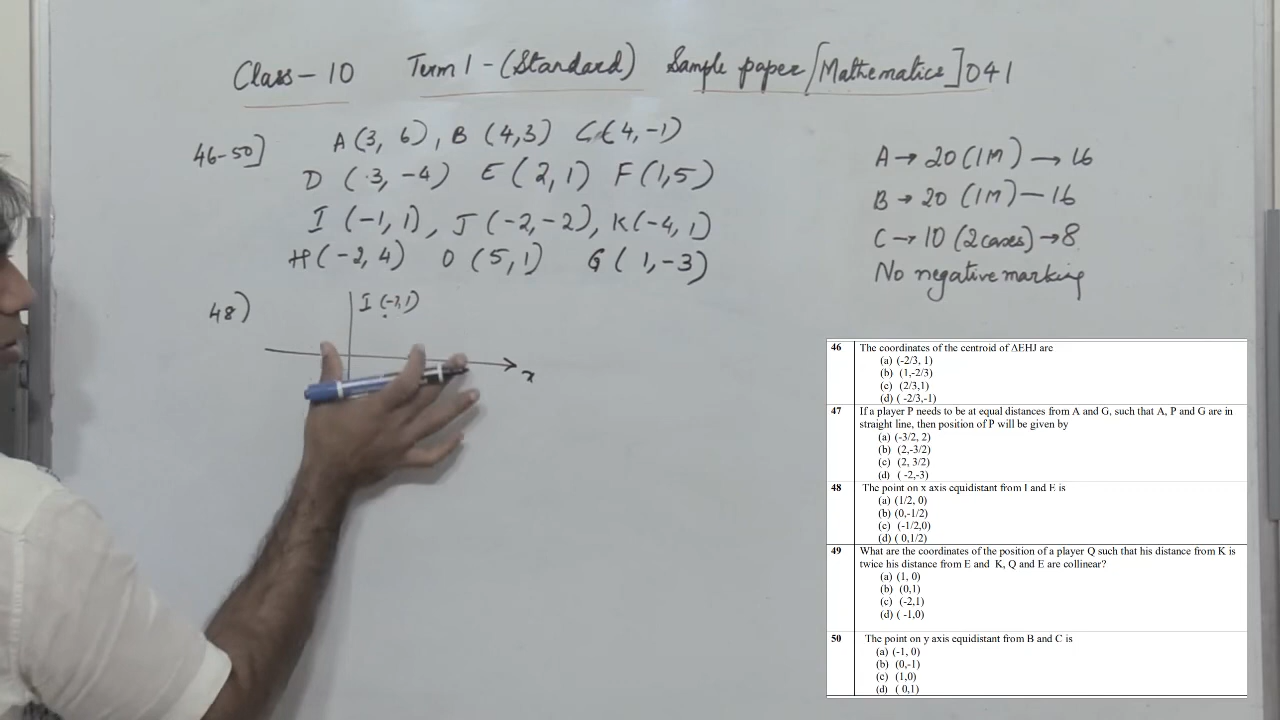 Class - 10 Term 1 - (Standard) Sample paper [Mathematics] 041
46-50] A (3, 6), B (4,3) C (4, -1)
D (3, -4) E (2, 1) F (1,5)
I (-1, 1), J (-2, -2), K (-4, 1)
H (-2, 4) O (5, 1) G (1, -3)
48) I (-1,1)
x
A → 20 (1M) → 16
B → 20 (1M) — 16
C → 10 (2 cases) → 8
No negative marking
46 The coordinates of the centroid of ΔEHJ are
(a) (-2/3, 1)
(b) (1,-2/3)
(c) (2/3,1)
(d) ( -2/3,-1)
47 If a player P needs to be at equal distances from A and G, such that A, P and G are in
straight line, then position of P will be given by
(a) (-3/2, 2)
(b) (2,-3/2)
(c) (2, 3/2)
(d) ( -2,-3)
48 The point on x axis equidistant from I and E is
(a) (1/2, 0)
(b) (0,-1/2)
(c) (-1/2,0)
(d) ( 0,1/2)
49 What are the coordinates of the position of a player Q such that his distance from K is
twice his distance from E and K, Q and E are collinear?
(a) (1, 0)
(b) (0,1)
(c) (-2,1)
(d) ( -1,0)
50 The point on y axis equidistant from B and C is
(a) (-1, 0)
(b) (0,-1)
(c) (1,0)
(d) ( 0,1)